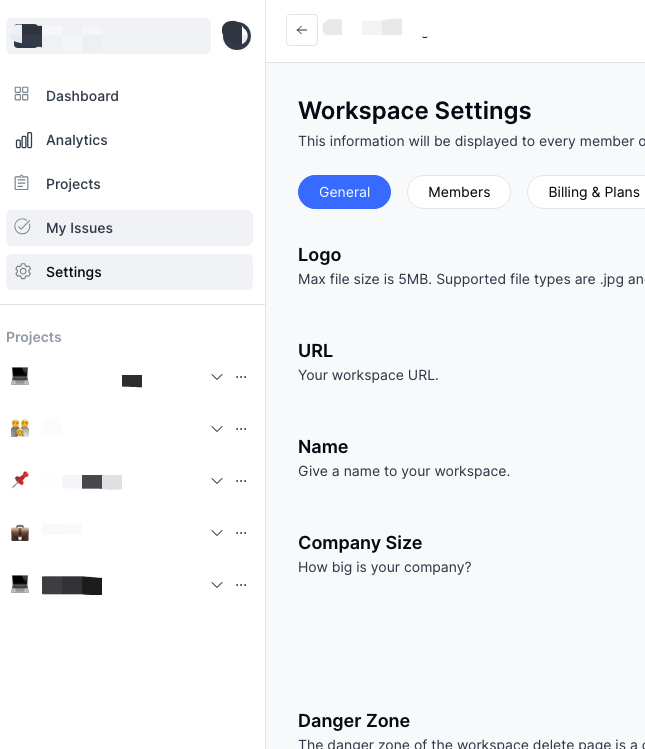 Dashboard
Analytics
Projects
My Issues
Settings
Projects
Workspace Settings
This information will be displayed to every member
General
Members
Billing & Plans
Logo
Max file size is 5MB. Supported file types are .jpg
URL
Your workspace URL.
Name
Give a name to your workspace.
Company Size
How big is your company?
Danger Zone
The danger zone of the workspace delete page is a